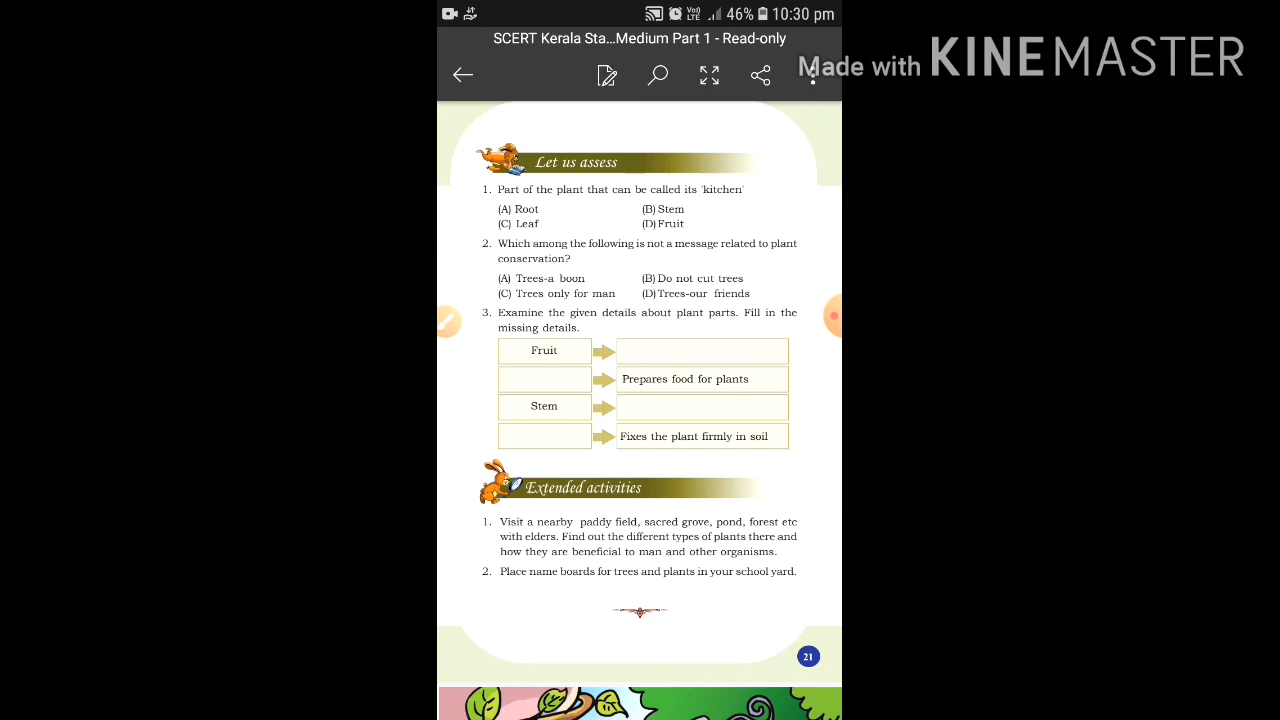 46% 10:30 pm
SCERT Kerala Sta...Medium Part 1 - Read-only
Made with KINEMASTER
Let us assess
1. Part of the plant that can be called its 'kitchen'
(A) Root (B) Stem
(C) Leaf (D) Fruit
2. Which among the following is not a message related to plant
conservation?
(A) Trees-a boon (B) Do not cut trees
(C) Trees only for man (D) Trees-our friends
3. Examine the given details about plant parts. Fill in the
missing details.
Fruit
Prepares food for plants
Stem
Fixes the plant firmly in soil
Extended activities
1. Visit a nearby paddy field, sacred grove, pond, forest etc
with elders. Find out the different types of plants there and
how they are beneficial to man and other organisms.
2. Place name boards for trees and plants in your school yard.
21